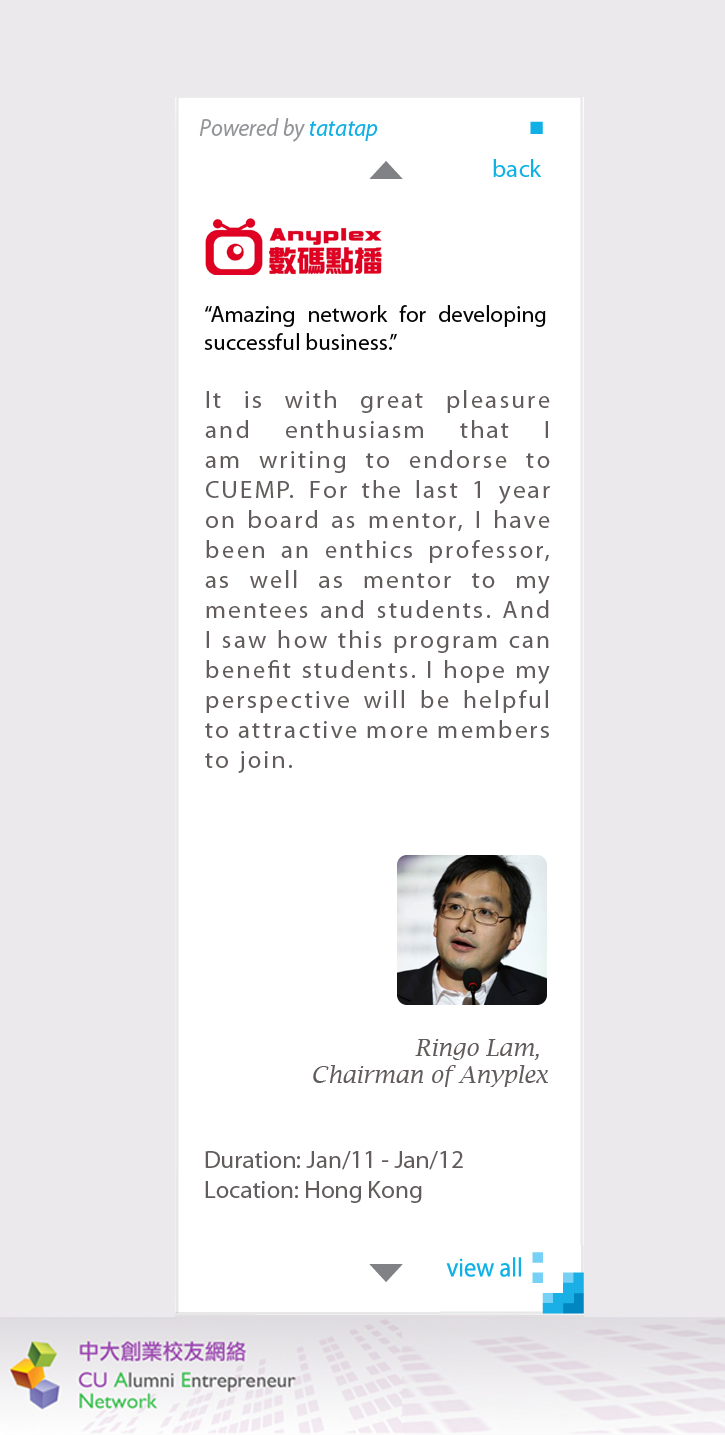 Powered by tatatap
back
Anyplex
數碼點播
“Amazing network for developing
successful business.”
It is with great pleasure
and enthusiasm that I
am writing to endorse to
CUEMP. For the last 1 year
on board as mentor, I have
been an enthics professor,
as well as mentor to my
mentees and students. And
I saw how this program can
benefit students. I hope my
perspective will be helpful
to attractive more members
to join.
Ringo Lam,
Chairman of Anyplex
Duration: Jan/11 - Jan/12
Location: Hong Kong
view all
中大創業校友網絡
CU Alumni Entrepreneur
Network